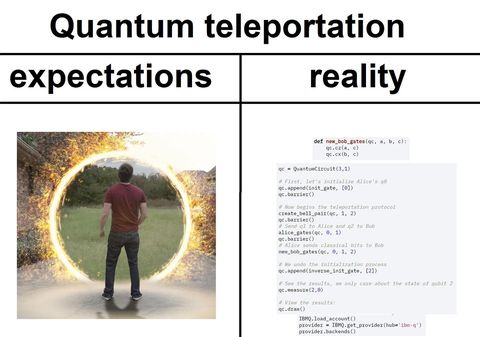 Quantum teleportation
expectations
reality
def new_bob_gates(qc, a, b, c):
qc.cz(a, c)
qc.cx(b, c)
qc = QuantumCircuit(3,1)
# First, let's initialize Alice's q0
qc.append(init_gate, [0])
qc.barrier()
# Now begins the teleportation protocol
create_bell_pair(qc, 1, 2)
qc.barrier()
# Send q1 to Alice and q2 to Bob
alice_gates(qc, 0, 1)
qc.barrier()
# Alice sends classical bits to Bob
new_bob_gates(qc, 0, 1, 2)
# We undo the initialization process
qc.append(inverse_init_gate, [2])
# See the results, we only care about the state of qubit 2
qc.measure(2,0)
# View the results:
qc.draw()
IBMQ.load_account()
provider = IBMQ.get_provider(hub='ibm-q')
provider.backends()